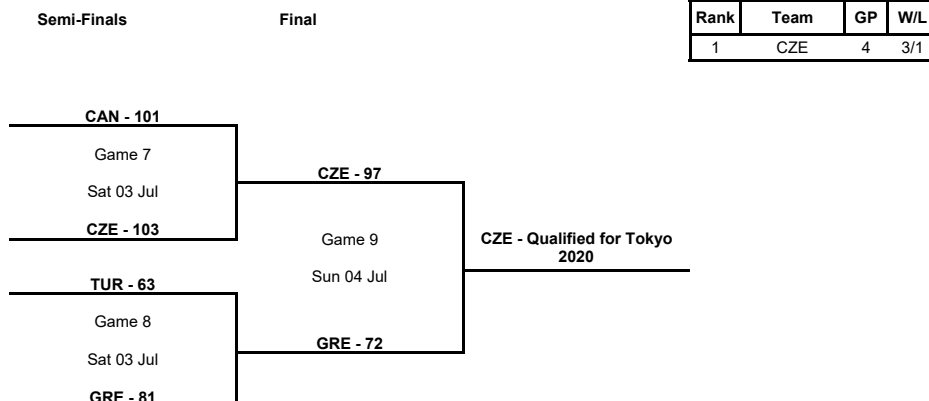 Semi-Finals Final
Rank Team GP W/L
1 CZE 4 3/1
CAN - 101
Game 7
Sat 03 Jul
CZE - 103
CZE - 97
Game 9
Sun 04 Jul
CZE - Qualified for Tokyo
2020
TUR - 63
Game 8
Sat 03 Jul
GRE - 81
GRE - 72